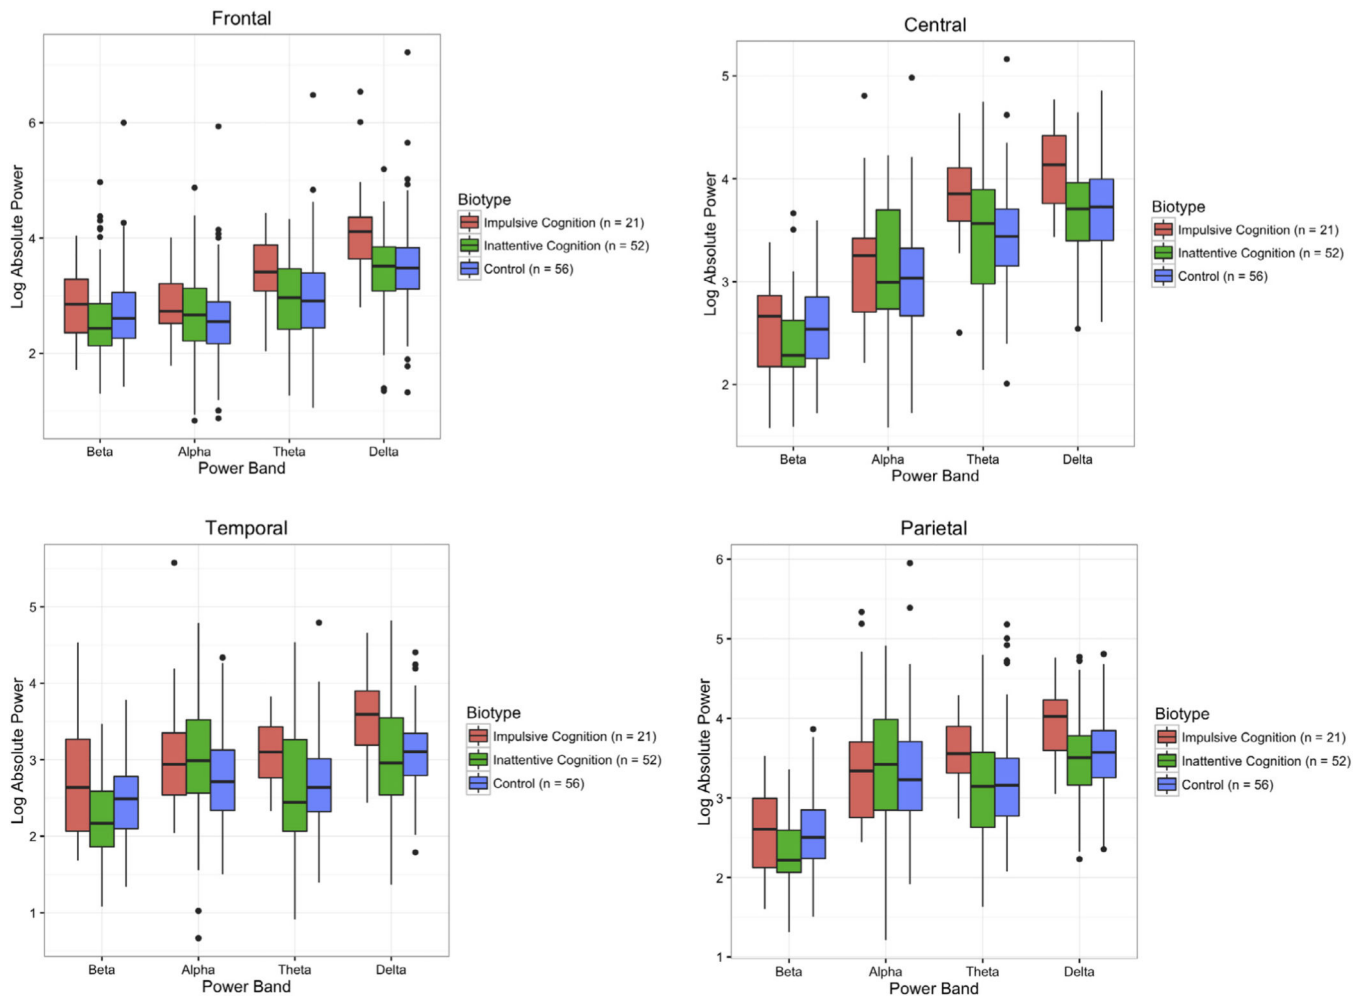 Frontal
Log Absolute Power
6
4
2
Beta
Alpha
Theta
Delta
Power Band
Biotype
Impulsive Cognition (n = 21)
Inattentive Cognition (n = 52)
Control (n = 56)
Central
Log Absolute Power
5
4
3
2
Beta
Alpha
Theta
Delta
Power Band
Biotype
Impulsive Cognition (n = 21)
Inattentive Cognition (n = 52)
Control (n = 56)
Temporal
Log Absolute Power
5
4
3
2
1
Beta
Alpha
Theta
Delta
Power Band
Biotype
Impulsive Cognition (n = 21)
Inattentive Cognition (n = 52)
Control (n = 56)
Parietal
Log Absolute Power
6
5
4
3
2
1
Beta
Alpha
Theta
Delta
Power Band
Biotype
Impulsive Cognition (n = 21)
Inattentive Cognition (n = 52)
Control (n = 56)